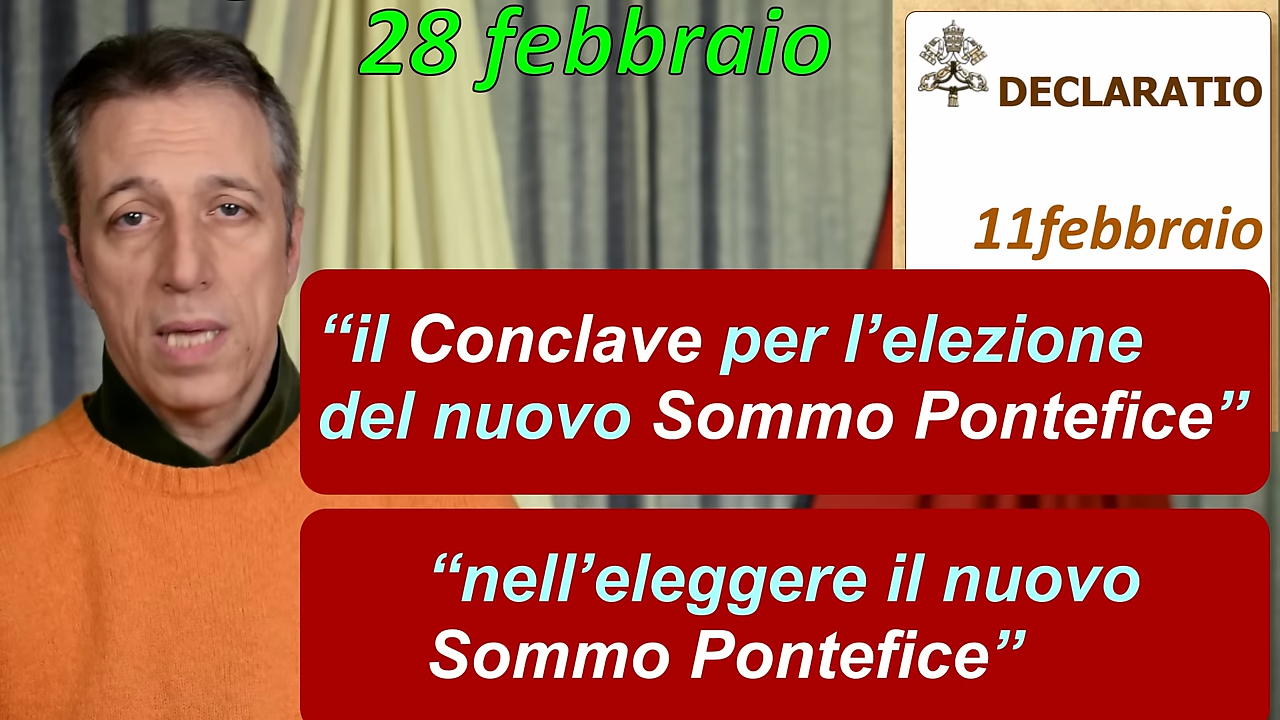 28 febbraio
DECLARATIO
11febbraio
“il Conclave per l’elezione
del nuovo Sommo Pontefice”
“nell’eleggere il nuovo
Sommo Pontefice”